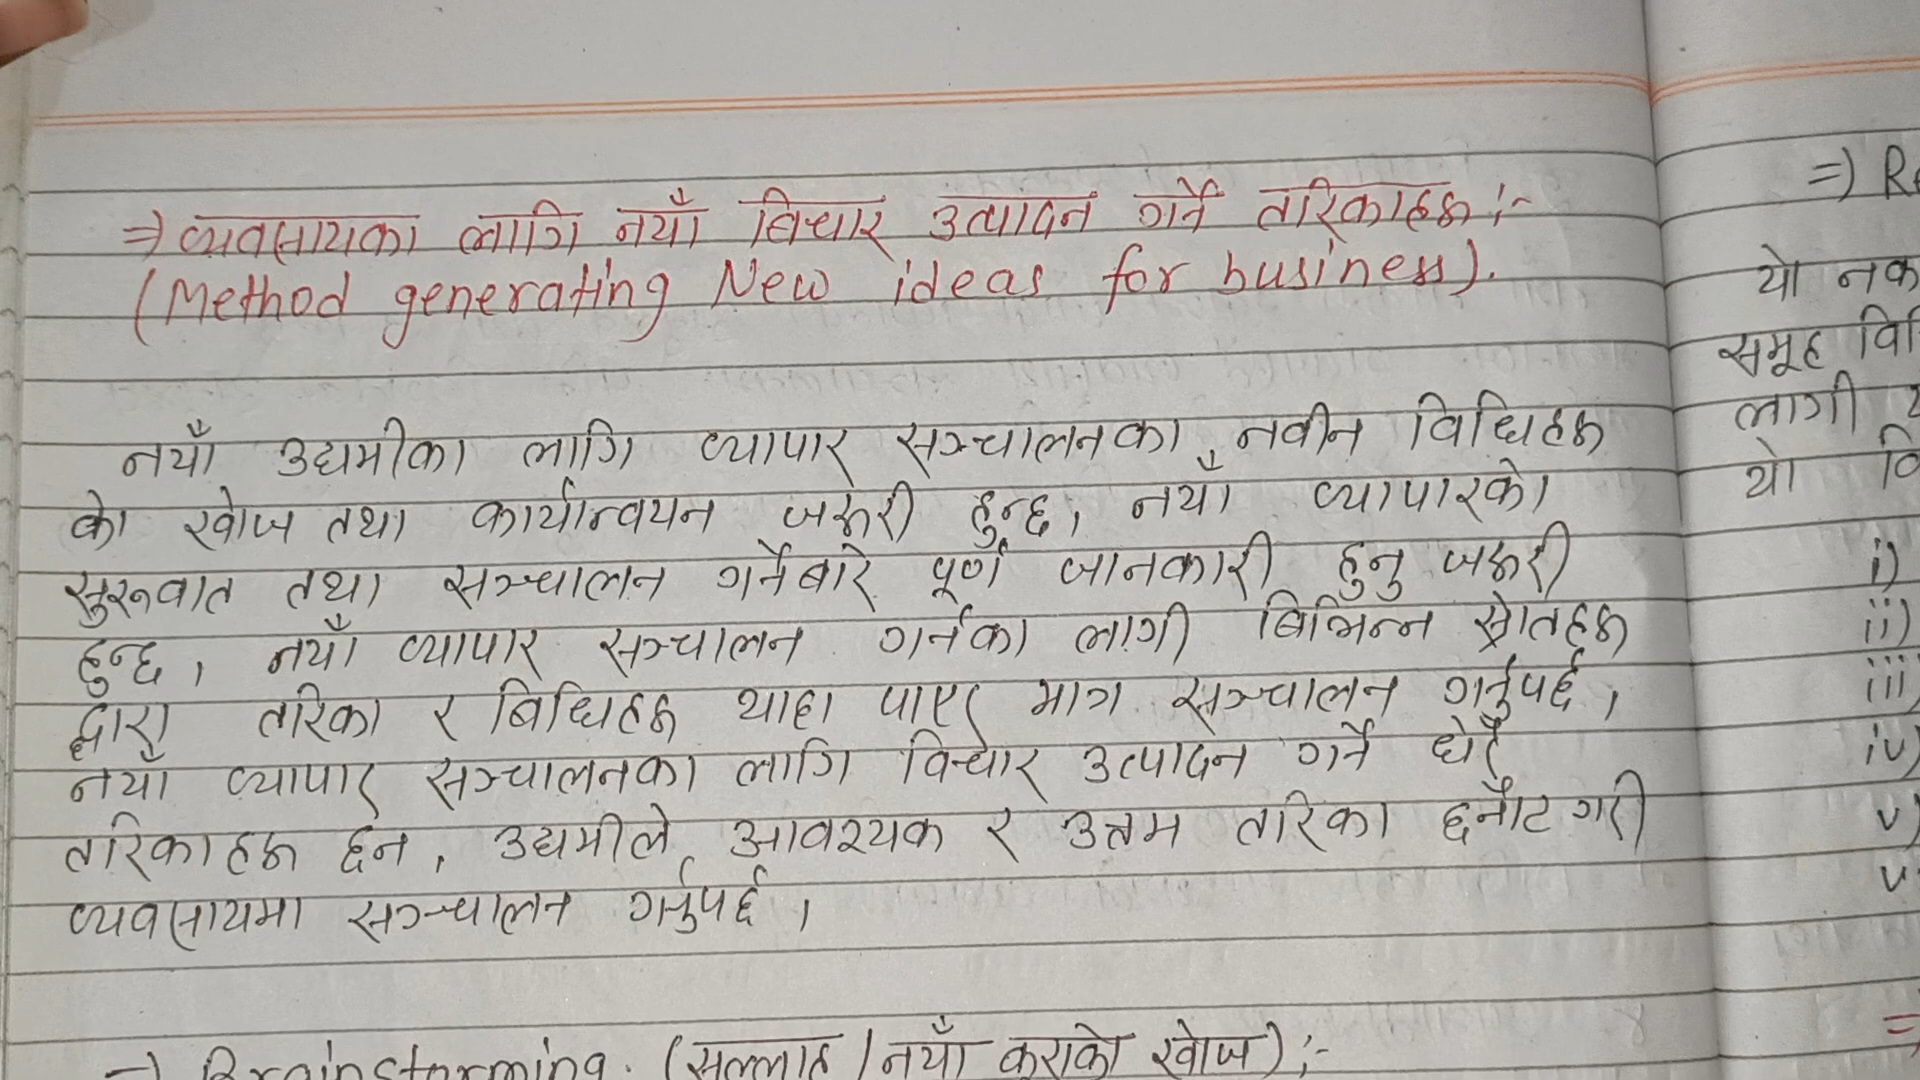 ⇒ व्यवसायका लागि नयाँ विचार उत्पादन गर्ने तरिकाहरू :-
(Method generating New ideas for business).
नयाँ उद्यमीका लागि व्यापार सञ्चालनका नवीन विधिहरू
को खोज तथा कार्यान्वयन जरूरी हुन्छ, नयाँ व्यापारको
सुरुवात तथा सञ्चालन गर्नेबारे पूर्ण जानकारी हुनु जरूरी
हुन्छ, नयाँ व्यापार सञ्चालन गर्नका लागी बिभिन्न स्रोतहरू
द्वारा तरिका र बिधिहरू थाहा पाएर मात्र सञ्चालन गर्नुपर्छ,
नयाँ व्यापार सञ्चालनका लागि विचार उत्पादन गर्ने धेरै
तरिकाहरू छन, उद्यमीले आवश्यक र उत्तम तरिका छनौट गरी
व्यवसायमा सञ्चालन गर्नुपर्छ,
→ Brainstorming. (सल्लाह / नयाँ कुराको खोज) :-
⇒
यो
समूह
लागी
यो
i)
ii)
iii)
iv)
v)